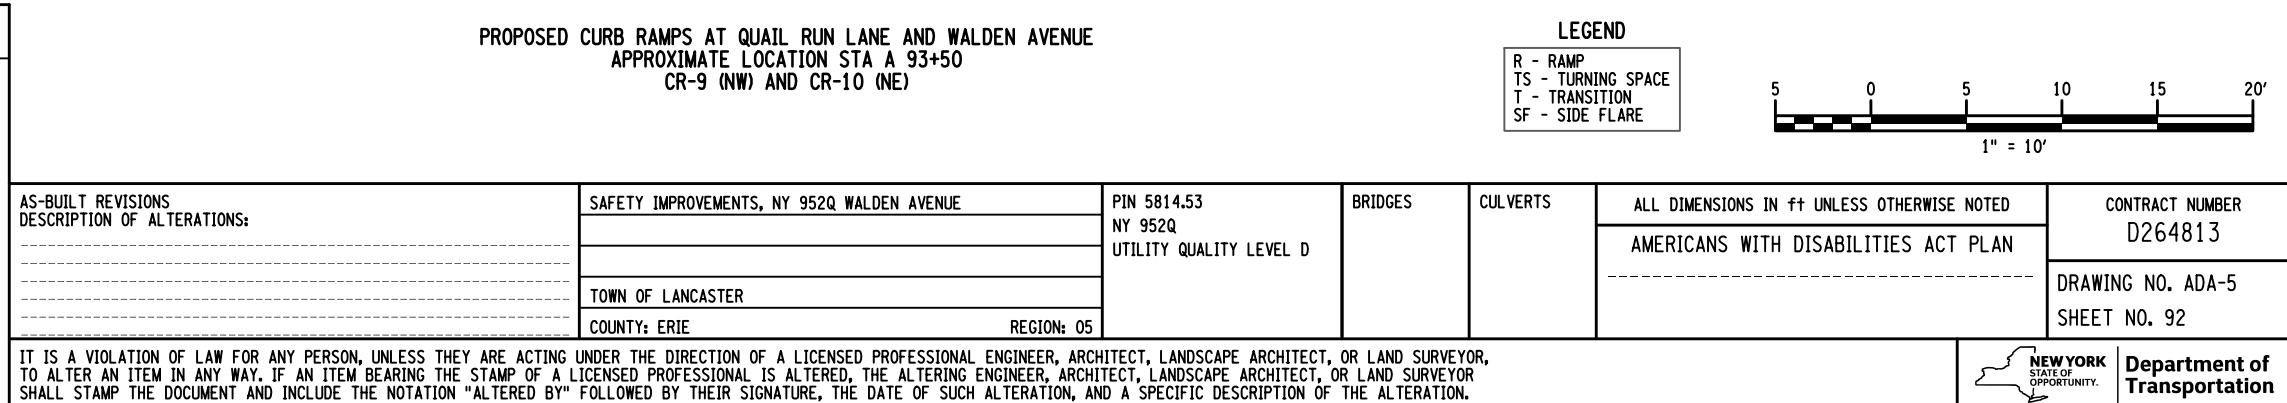 PROPOSED CURB RAMPS AT QUAIL RUN LANE AND WALDEN AVENUE
APPROXIMATE LOCATION STA A 93+50
CR-9 (NW) AND CR-10 (NE)
LEGEND
R - RAMP
TS - TURNING SPACE
T - TRANSITION
SF - SIDE FLARE
5 0 5 10 15 20'
1" = 10'
AS-BUILT REVISIONS
DESCRIPTION OF ALTERATIONS:
SAFETY IMPROVEMENTS, NY 952Q WALDEN AVENUE
TOWN OF LANCASTER
COUNTY: ERIE REGION: 05
PIN 5814.53
NY 952Q
UTILITY QUALITY LEVEL D
BRIDGES
CULVERTS
ALL DIMENSIONS IN ft UNLESS OTHERWISE NOTED
AMERICANS WITH DISABILITIES ACT PLAN
CONTRACT NUMBER
D264813
DRAWING NO. ADA-5
SHEET NO. 92
IT IS A VIOLATION OF LAW FOR ANY PERSON, UNLESS THEY ARE ACTING UNDER THE DIRECTION OF A LICENSED PROFESSIONAL ENGINEER, ARCHITECT, LANDSCAPE ARCHITECT, OR LAND SURVEYOR,
TO ALTER AN ITEM IN ANY WAY. IF AN ITEM BEARING THE STAMP OF A LICENSED PROFESSIONAL IS ALTERED, THE ALTERING ENGINEER, ARCHITECT, LANDSCAPE ARCHITECT, OR LAND SURVEYOR
SHALL STAMP THE DOCUMENT AND INCLUDE THE NOTATION "ALTERED BY" FOLLOWED BY THEIR SIGNATURE, THE DATE OF SUCH ALTERATION, AND A SPECIFIC DESCRIPTION OF THE ALTERATION.
NEW YORK
STATE OF
OPPORTUNITY.
Department of
Transportation